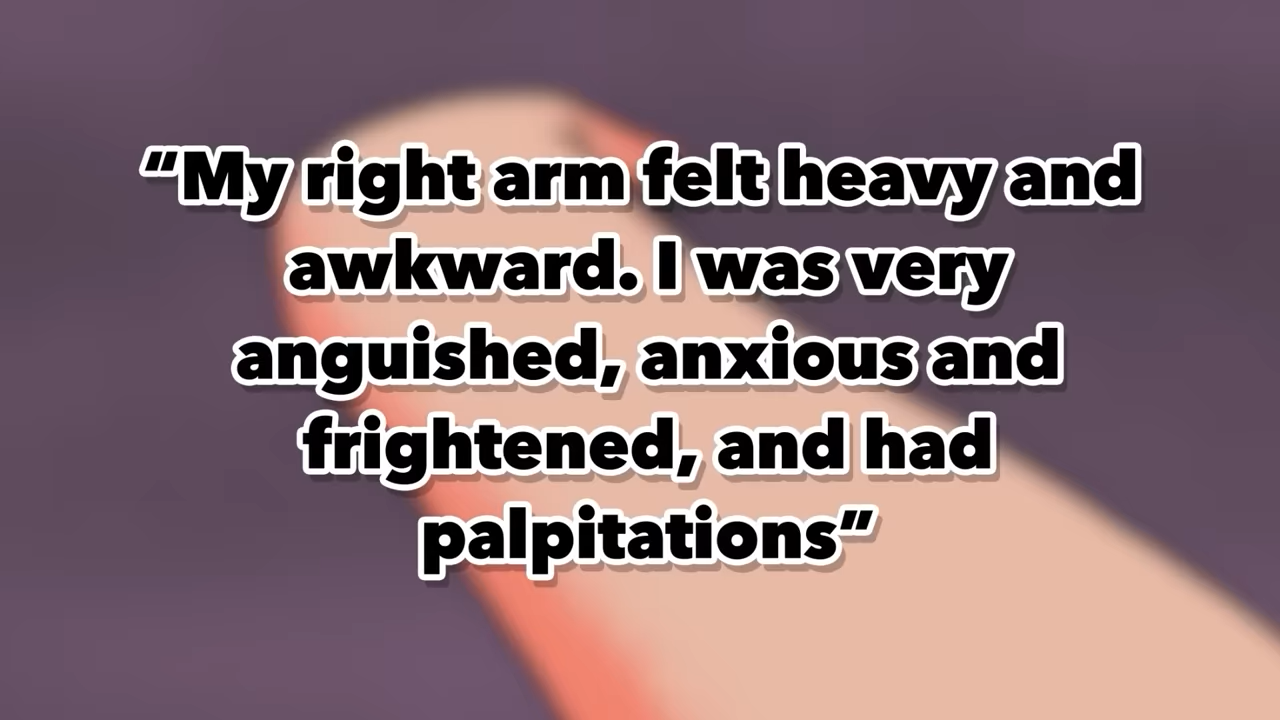 “My right arm felt heavy and
awkward. I was very
anguished, anxious and
frightened, and had
palpitations”